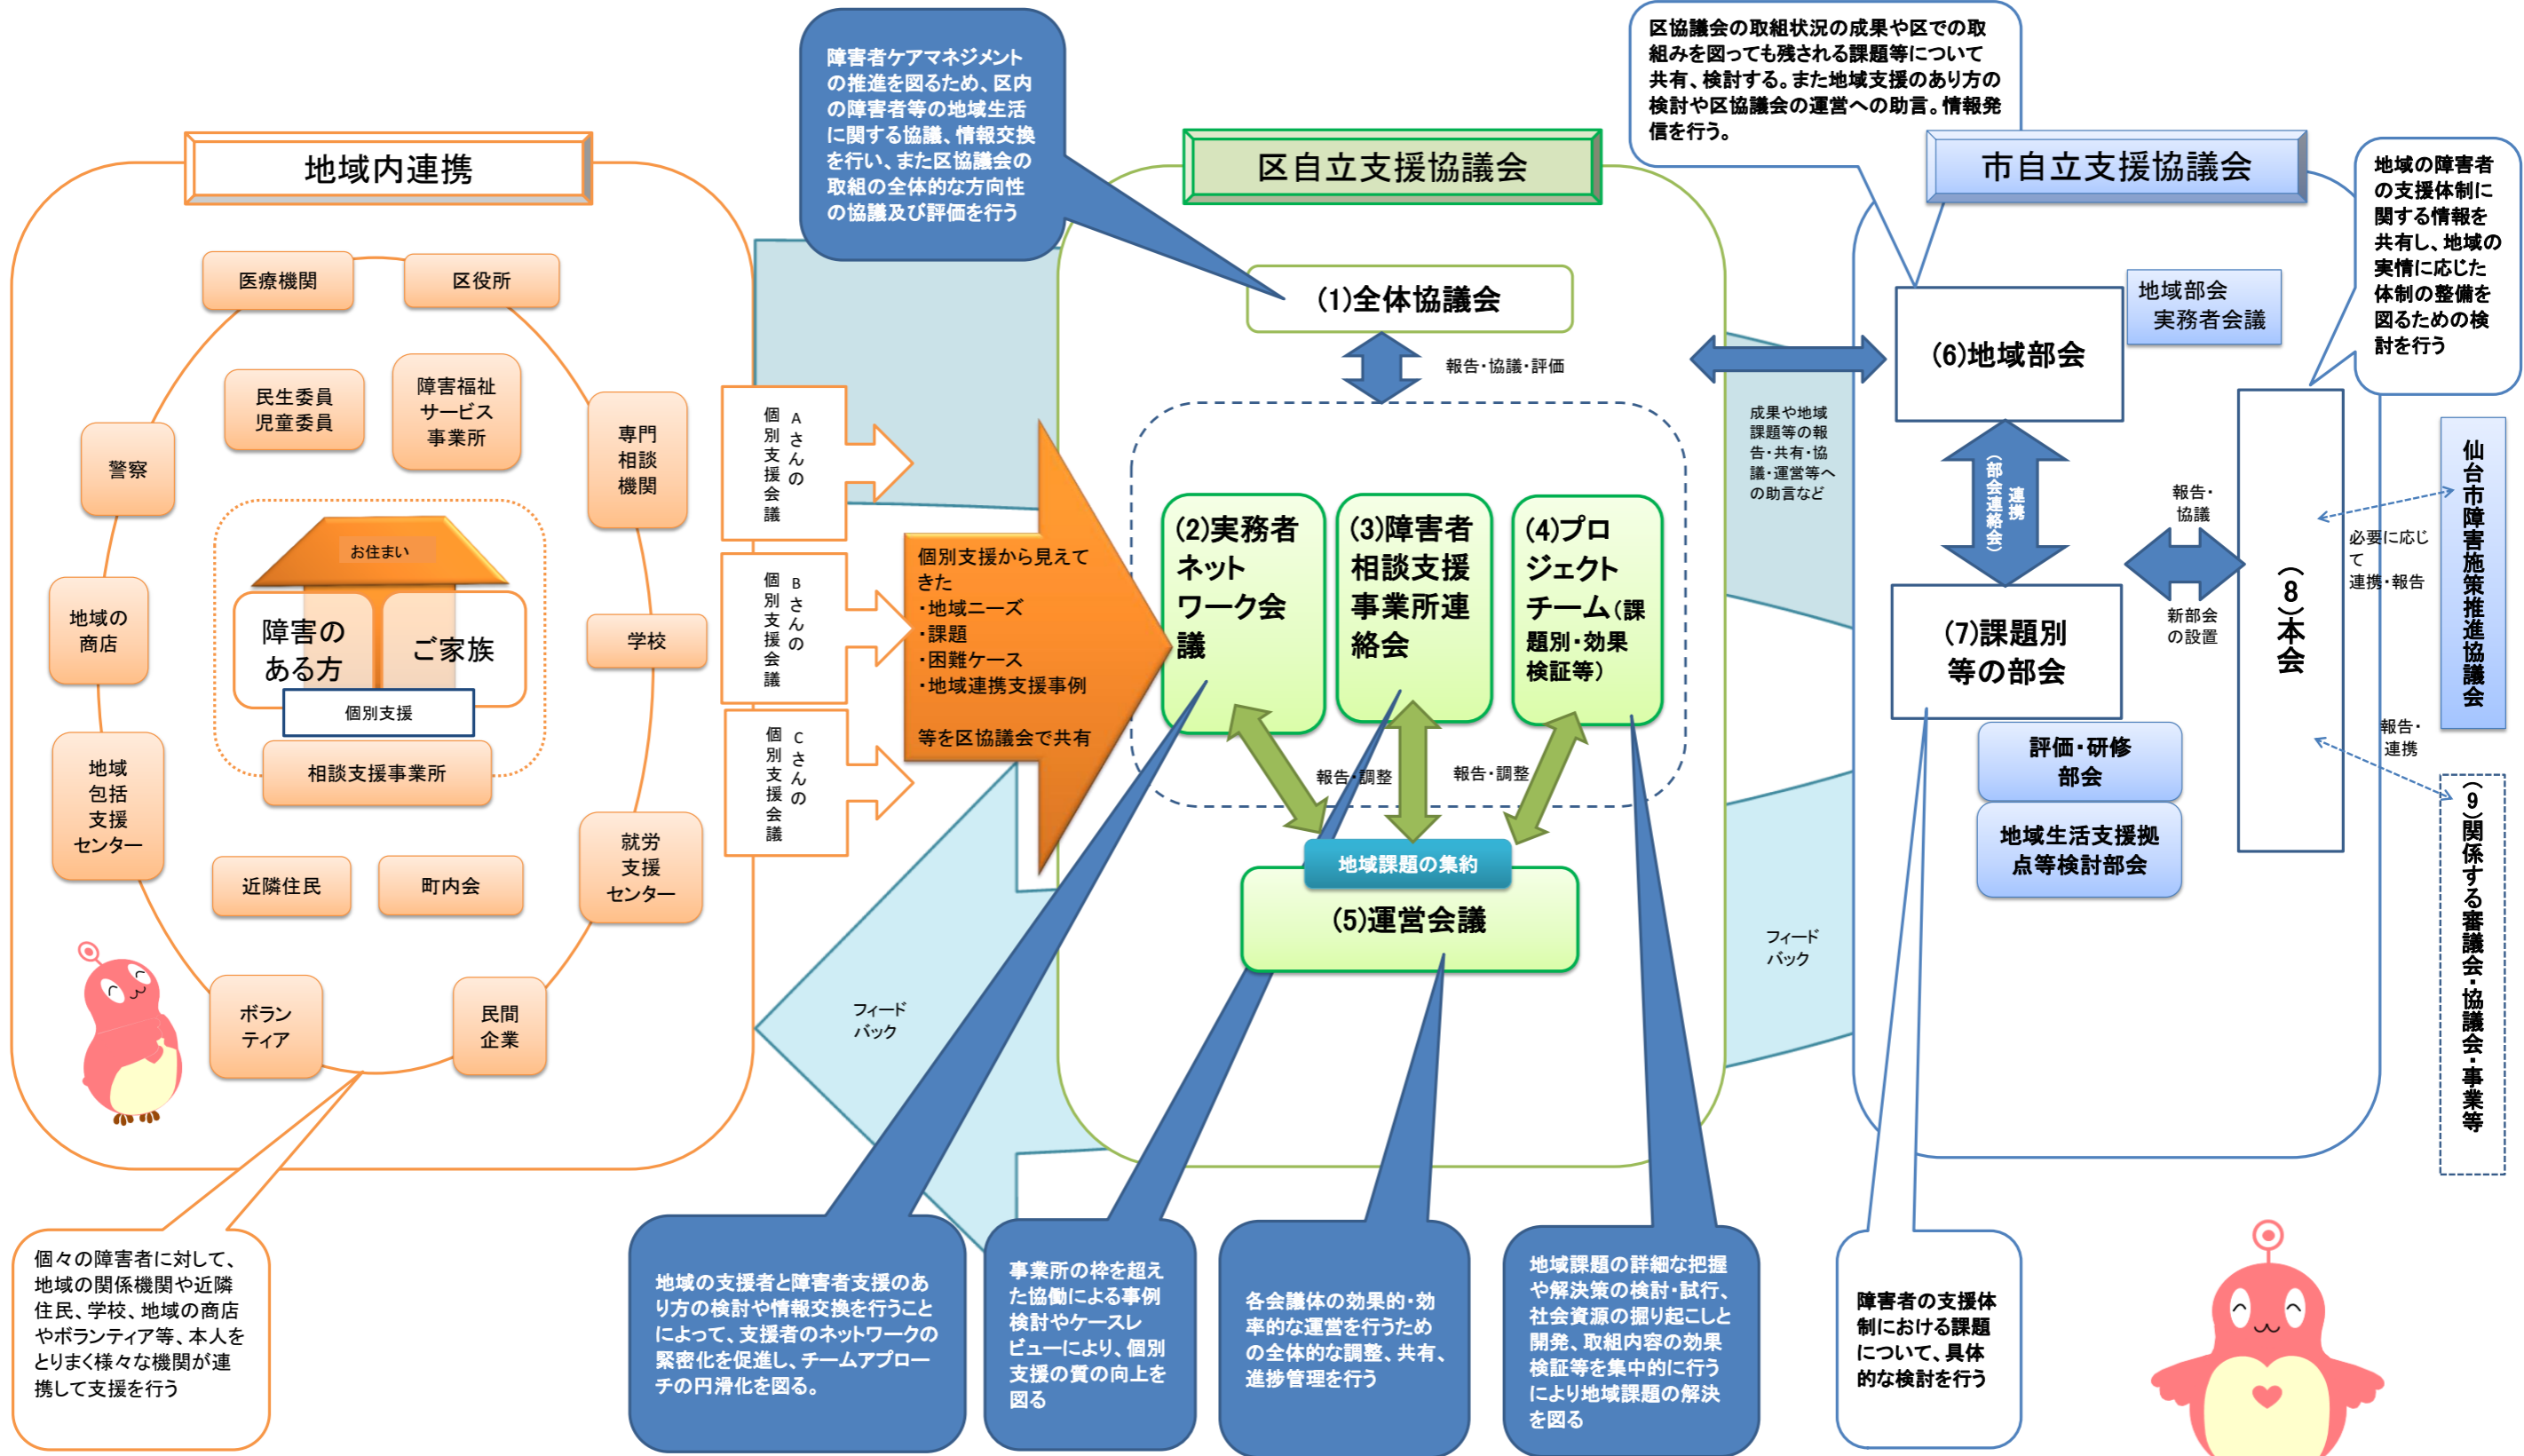 地域内連携
医療機関
区役所
民生委員
児童委員
障害福祉
サービス
事業所
警察
専門
相談
機関
お住まい
地域の
商店
障害の
ある方
ご家族
学校
個別支援
相談支援事業所
地域
包括
支援
センター
就労
支援
センター
近隣住民
町内会
ボラン
ティア
民間
企業
個々の障害者に対して、
地域の関係機関や近隣
住民、学校、地域の商店
やボランティア等、本人を
とりまく様々な機関が連
携して支援を行う
Aさんの
個別支援会議
Bさんの
個別支援会議
Cさんの
個別支援会議
個別支援から見えて
きた
・地域ニーズ
・課題
・困難ケース
・地域連携支援事例
等を区協議会で共有
フィード
バック
障害者ケアマネジメント
の推進を図るため、区内
の障害者等の地域生活
に関する協議、情報交換
を行い、また区協議会の
取組の全体的な方向性
の協議及び評価を行う
区自立支援協議会
(1)全体協議会
報告・協議・評価
(2)実務者
ネット
ワーク会
議
(3)障害者
相談支援
事業所連
絡会
(4)プロ
ジェクト
チーム(課
題別・効果
検証等)
報告・調整
報告・調整
地域課題の集約
(5)運営会議
地域の支援者と障害者支援のあ
り方の検討や情報交換を行うこと
によって、支援者のネットワークの
緊密化を促進し、チームアプロー
チの円滑化を図る。
事業所の枠を超え
た協働による事例
検討やケースレ
ビューにより、個別
支援の質の向上を
図る
各会議体の効果的・効
率的な運営を行うため
の全体的な調整、共有、
進捗管理を行う
地域課題の詳細な把握
や解決策の検討・試行、
社会資源の掘り起こしと
開発、取組内容の効果
検証等を集中的に行う
により地域課題の解決
を図る
成果や地域
課題等の報
告・共有・協
議・運営等へ
の助言など
フィード
バック
区協議会の取組状況の成果や区での取
組みを図っても残される課題等について
共有、検討する。また地域支援のあり方の
検討や区協議会の運営への助言。情報発
信を行う。
市自立支援協議会
地域の障害者
の支援体制に
関する情報を
共有し、地域の
実情に応じた
体制の整備を
図るための検
討を行う
(6)地域部会
地域部会
実務者会議
連携
(部会連絡会)
(7)課題別
等の部会
評価・研修
部会
地域生活支援拠
点等検討部会
報告・
協議
新部会
の設置
(8)本会
必要に応じ
て
連携・報告
報告・
連携
仙台市障害者施策推進協議会
(9)関係する審議会・協議会・事業等
障害者の支援体
制における課題
について、具体
的な検討を行う